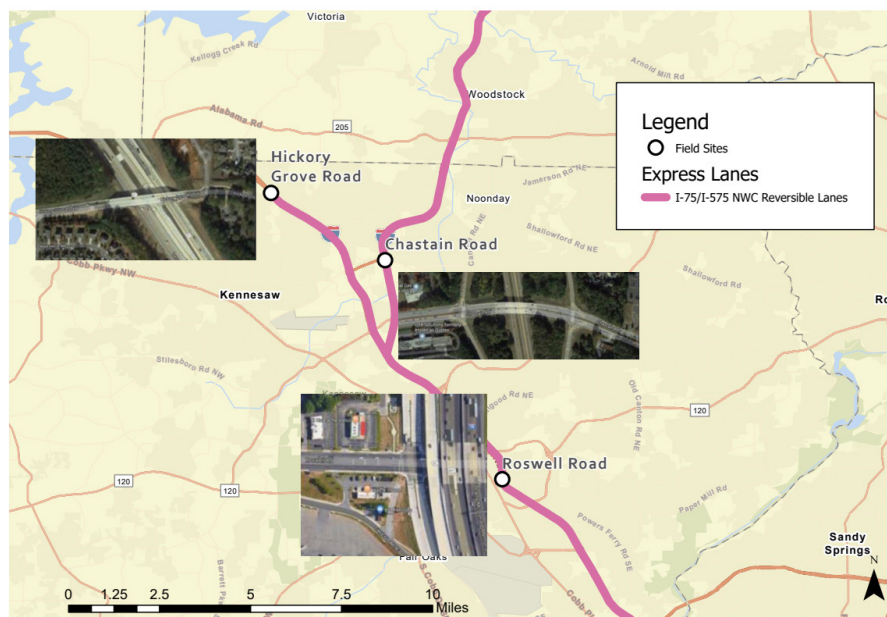 Victoria
Kellogg Creek Rd
Arnold Mill Rd
Woodstock
Alabama Rd
205
Legend
Field Sites
Express Lanes
I-75/I-575 NWC Reversible Lanes
Hickory
Grove Road
Jamerson Rd NE
Noonday
Shallowford Rd NE
Chastain Road
Cobb Pkwy NW
Shallowford Rd
Kennesaw
Ro
Stilesboro Rd NW
Old Canton Rd NE
120
Roswell Road
120
120
Paper Mill Rd
Powers Ferry Rd SE
Sandy
Springs
Fair Oaks
N
0 1.25 2.5 5 7.5 10
Miles